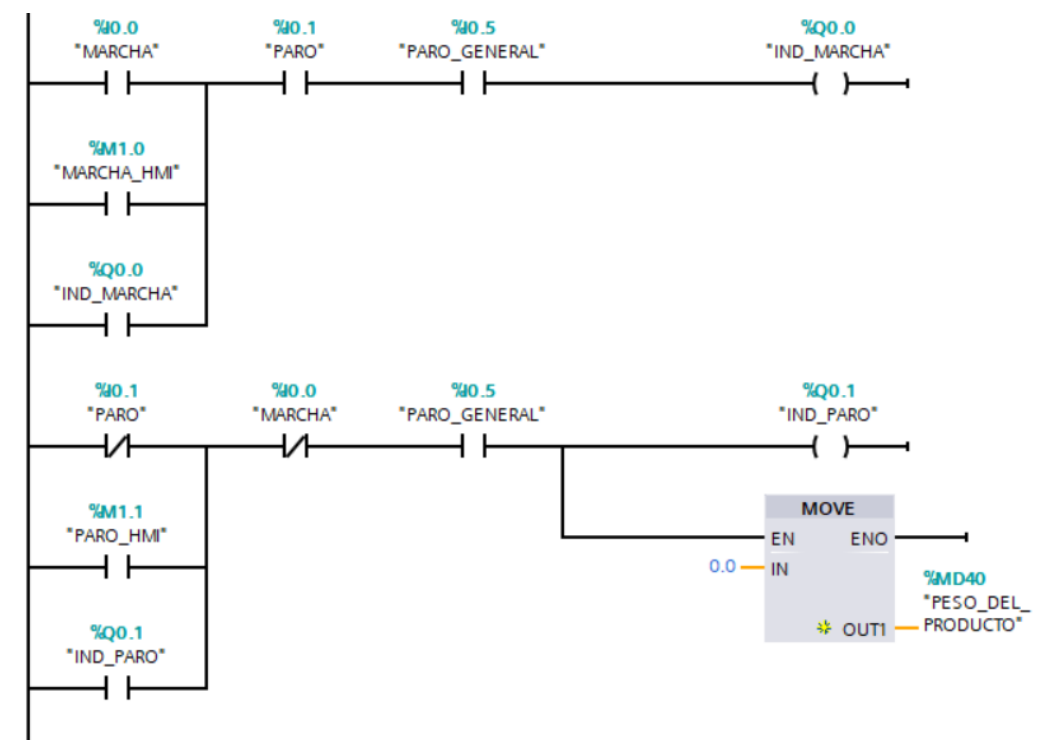 %I0.0 %I0.1 %I0.5 %Q0.0
"MARCHA" "PARO" "PARO_GENERAL" "IND_MARCHA"
%M1.0
"MARCHA_HMI"
%Q0.0
"IND_MARCHA"
%I0.1 %I0.0 %I0.5 %Q0.1
"PARO" "MARCHA" "PARO_GENERAL" "IND_PARO"
%M1.1
"PARO_HMI"
MOVE
EN ENO
0.0 IN
%MD40
"PESO_DEL_
OUT1 PRODUCTO"
%Q0.1
"IND_PARO"